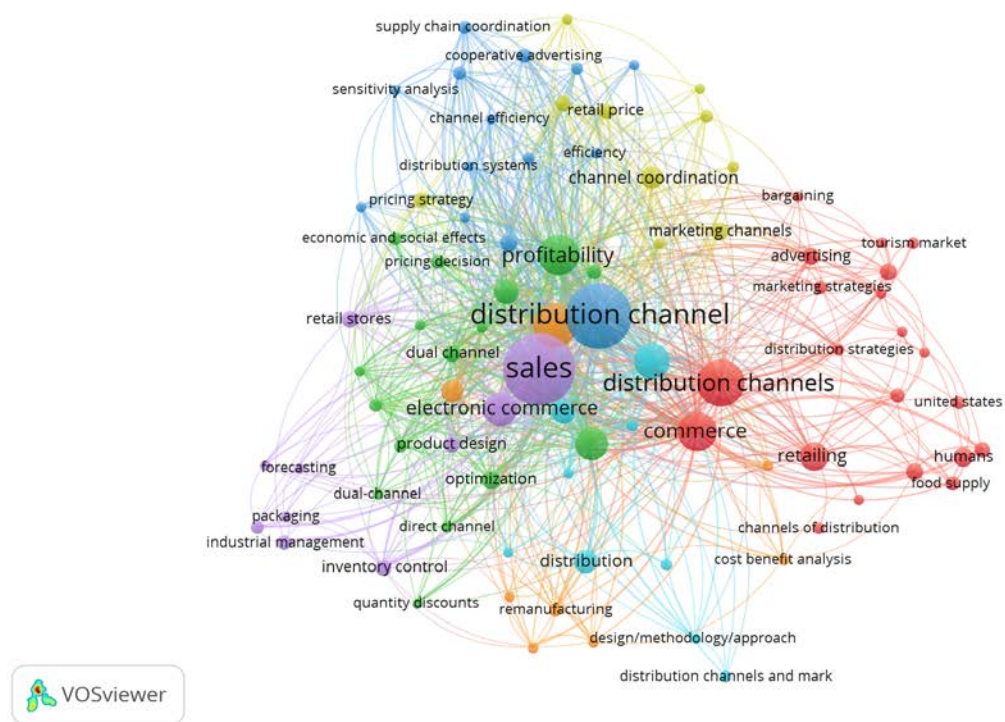 supply chain coordination
cooperative advertising
sensitivity analysis
retail price
channel efficiency
efficiency
distribution systems
channel coordination
bargaining
pricing strategy
marketing channels
economic and social effects
tourism market
profitability
advertising
pricing decision
marketing strategies
distribution channel
retail stores
dual channel
distribution strategies
sales
distribution channels
united states
electronic commerce
commerce
product design
retailing
humans
forecasting
optimization
food supply
dual-channel
packaging
direct channel
channels of distribution
industrial management
inventory control
distribution
cost benefit analysis
quantity discounts
remanufacturing
design/methodology/approach
distribution channels and mark
VOSviewer